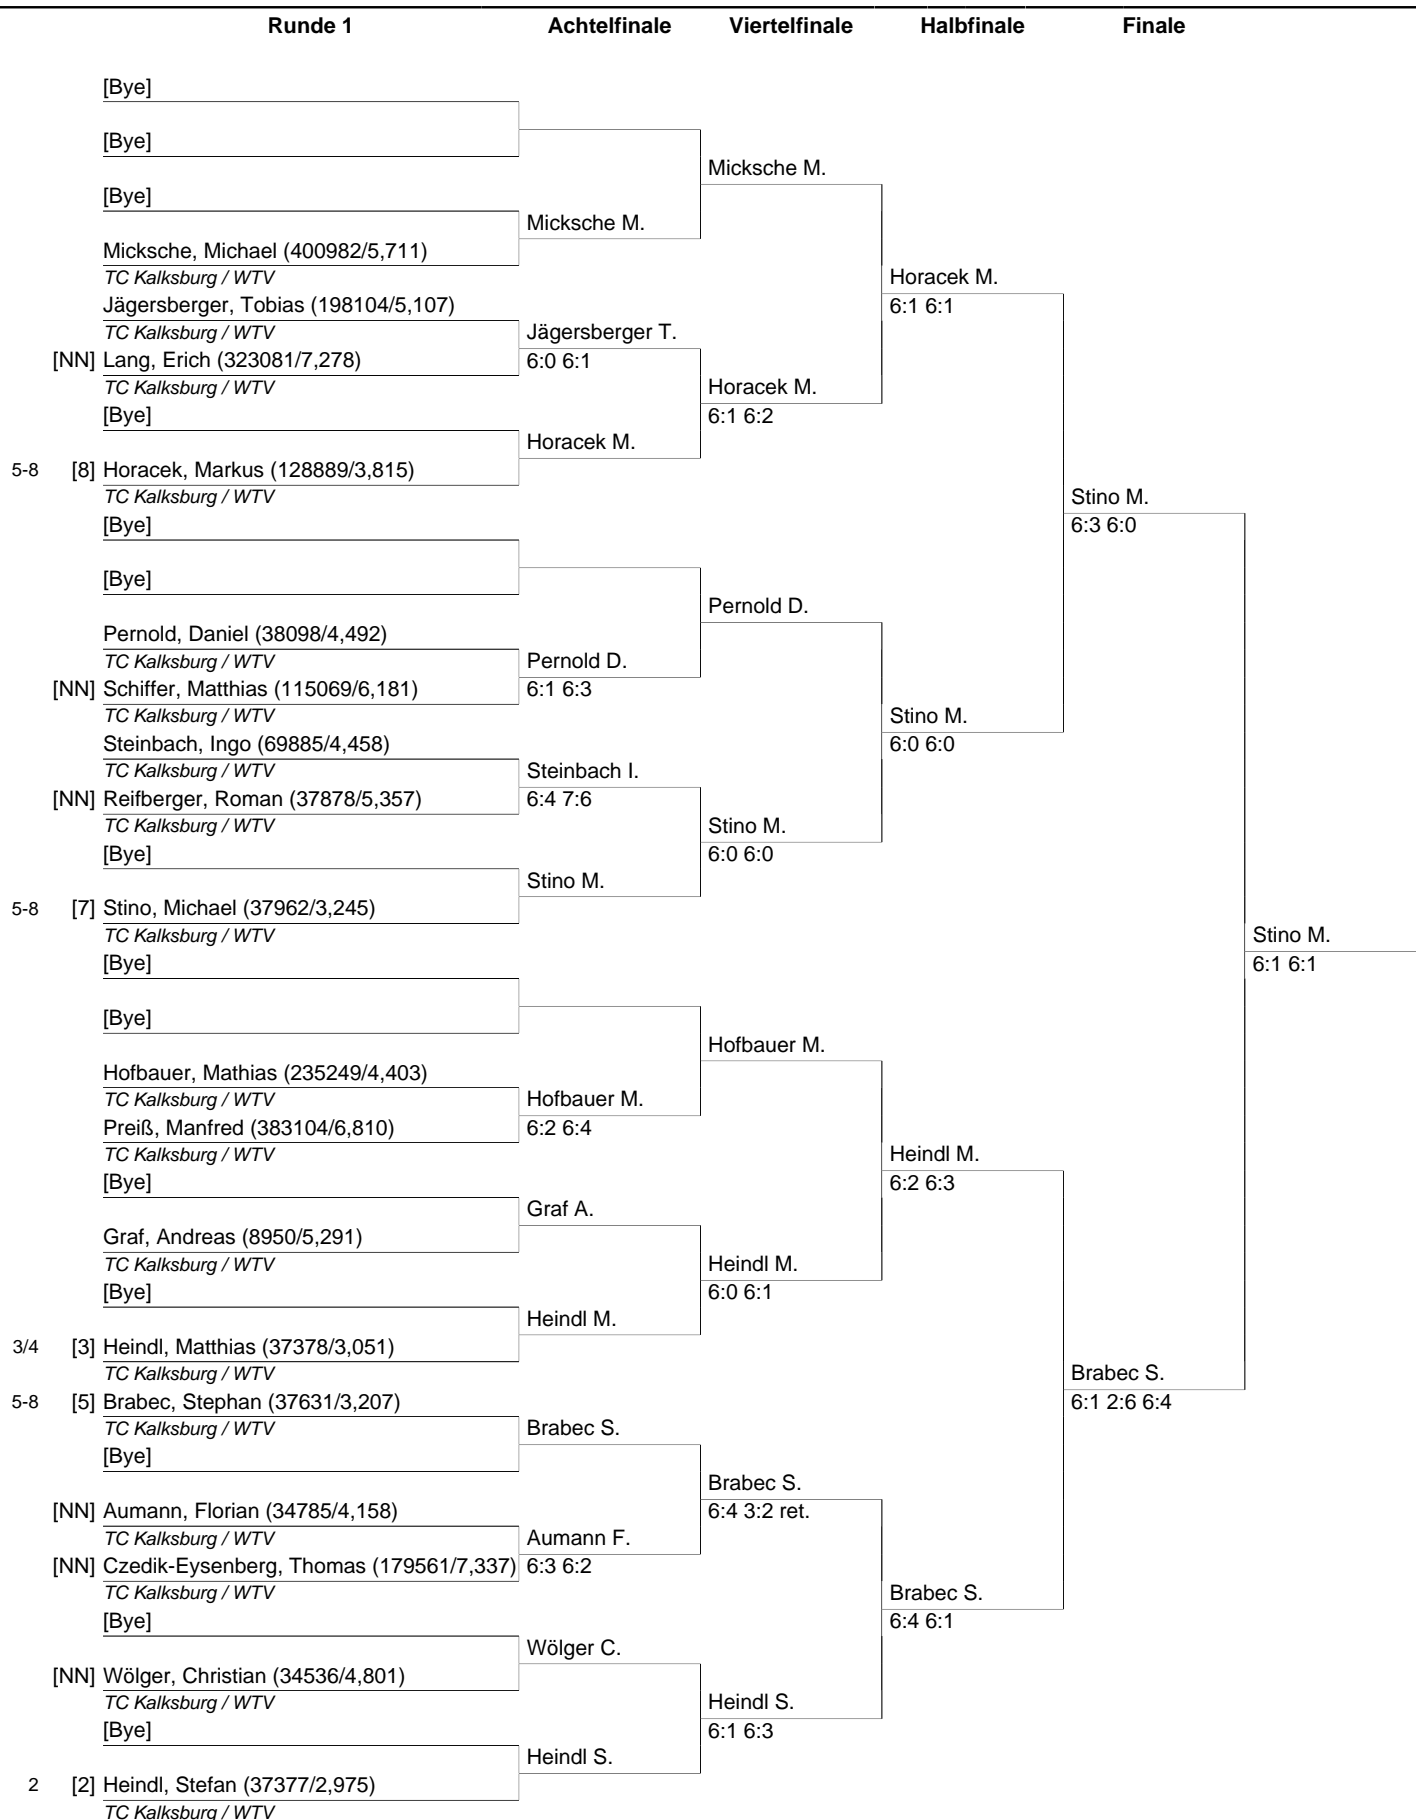 Runde 1 Achtelfinale Viertelfinale Halbfinale Finale
[Bye]
[Bye]
Micksche M.
[Bye]
Micksche M.
Micksche, Michael (400982/5,711)
TC Kalksburg / WTV Horacek M.
Jägersberger, Tobias (198104/5,107) 6:1 6:1
TC Kalksburg / WTV Jägersberger T.
[NN] Lang, Erich (323081/7,278) 6:0 6:1
TC Kalksburg / WTV Horacek M.
[Bye] 6:1 6:2
Horacek M.
5-8 [8] Horacek, Markus (128889/3,815)
TC Kalksburg / WTV Stino M.
[Bye] 6:3 6:0
[Bye]
Pernold D.
Pernold, Daniel (38098/4,492)
TC Kalksburg / WTV Pernold D.
[NN] Schiffer, Matthias (115069/6,181) 6:1 6:3
TC Kalksburg / WTV Stino M.
Steinbach, Ingo (69885/4,458) 6:0 6:0
TC Kalksburg / WTV Steinbach I.
[NN] Reifberger, Roman (37878/5,357) 6:4 7:6
TC Kalksburg / WTV Stino M.
[Bye] 6:0 6:0
Stino M.
5-8 [7] Stino, Michael (37962/3,245)
TC Kalksburg / WTV Stino M.
[Bye] 6:1 6:1
[Bye]
Hofbauer M.
Hofbauer, Mathias (235249/4,403)
TC Kalksburg / WTV Hofbauer M.
Preiß, Manfred (383104/6,810) 6:2 6:4
TC Kalksburg / WTV Heindl M.
[Bye] 6:2 6:3
Graf A.
Graf, Andreas (8950/5,291)
TC Kalksburg / WTV Heindl M.
[Bye] 6:0 6:1
Heindl M.
3/4 [3] Heindl, Matthias (37378/3,051)
TC Kalksburg / WTV Brabec S.
5-8 [5] Brabec, Stephan (37631/3,207) 6:1 2:6 6:4
TC Kalksburg / WTV Brabec S.
[Bye]
Brabec S.
[NN] Aumann, Florian (34785/4,158) 6:4 3:2 ret.
TC Kalksburg / WTV Aumann F.
[NN] Czedik-Eysenberg, Thomas (179561/7,337) 6:3 6:2
TC Kalksburg / WTV Brabec S.
[Bye] 6:4 6:1
Wölger C.
[NN] Wölger, Christian (34536/4,801)
TC Kalksburg / WTV Heindl S.
[Bye] 6:1 6:3
Heindl S.
2 [2] Heindl, Stefan (37377/2,975)
TC Kalksburg / WTV